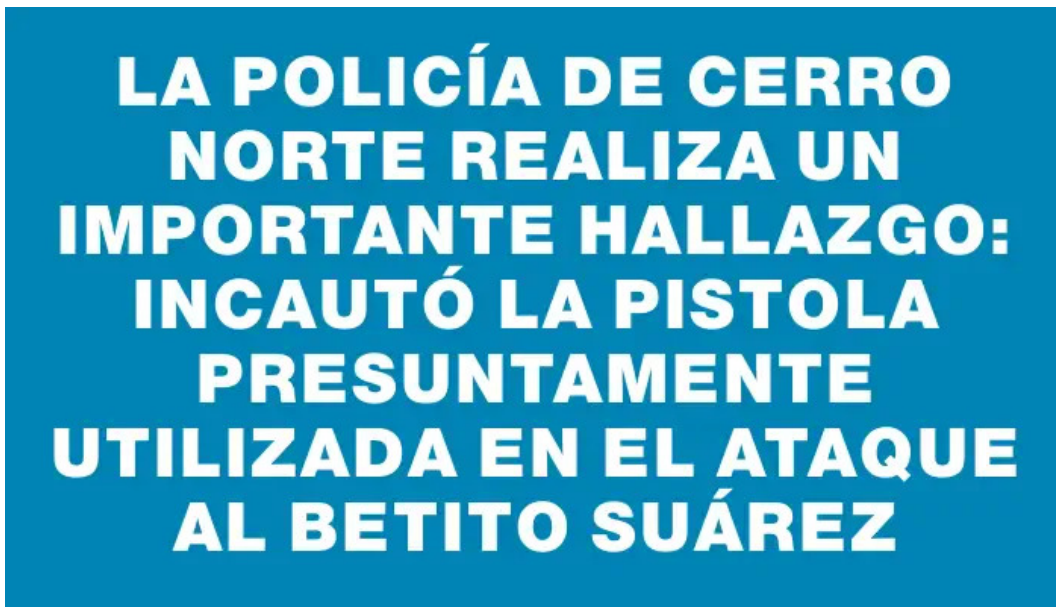 LA POLICÍA DE CERRO
NORTE REALIZA UN
IMPORTANTE HALLAZGO:
INCAUTÓ LA PISTOLA
PRESUNTAMENTE
UTILIZADA EN EL ATAQUE
AL BETITO SUÁREZ